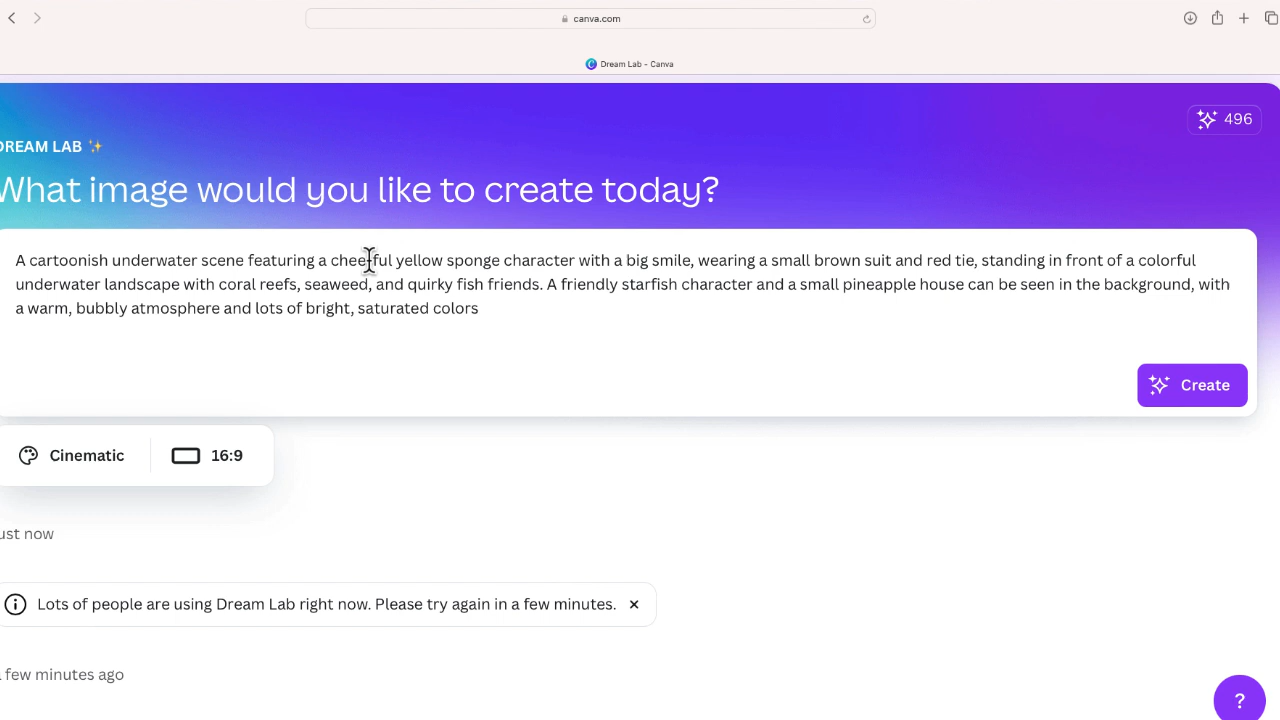 canva.com
Dream Lab - Canva
496
DREAM LAB
What image would you like to create today?
A cartoonish underwater scene featuring a cheerful yellow sponge character with a big smile, wearing a small brown suit and red tie, standing in front of a colorful
underwater landscape with coral reefs, seaweed, and quirky fish friends. A friendly starfish character and a small pineapple house can be seen in the background, with
a warm, bubbly atmosphere and lots of bright, saturated colors
Create
Cinematic
16:9
ust now
Lots of people are using Dream Lab right now. Please try again in a few minutes.
a few minutes ago
?